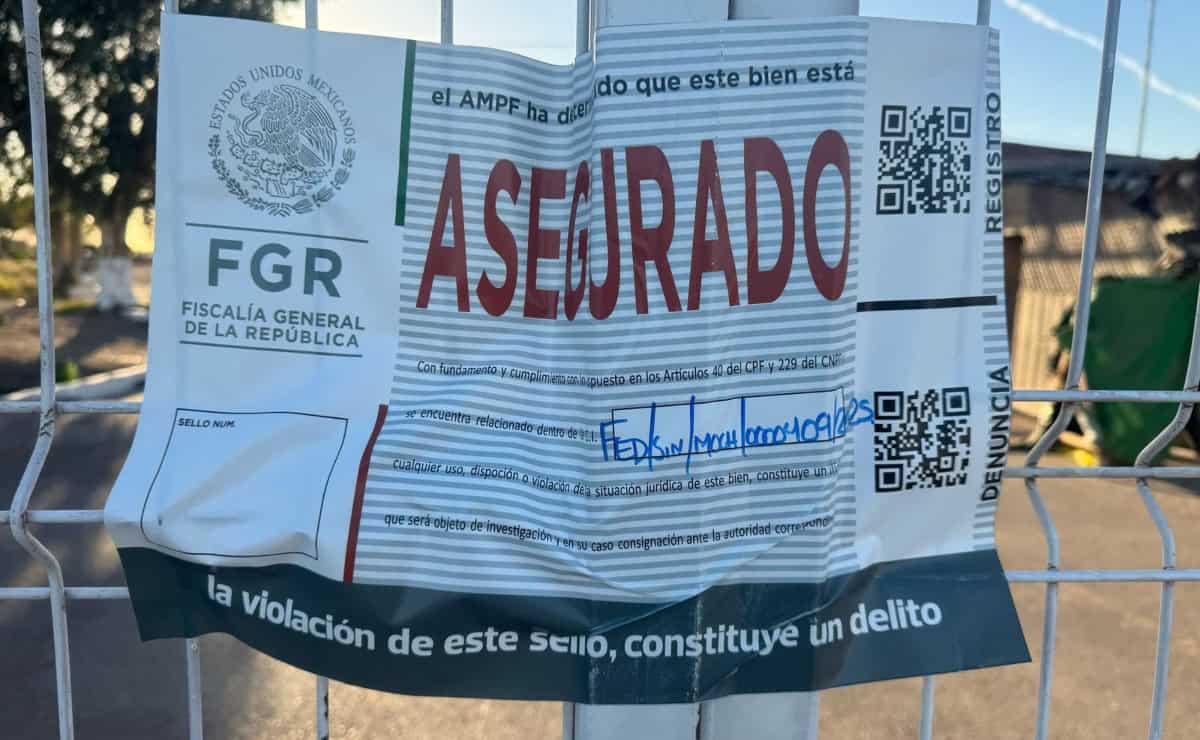 ESTADOS UNIDOS MEXICANOS
FGR
FISCALÍA GENERAL
DE LA REPÚBLICA
SELLO NUM.
el AMPF ha do que este bien está
ASEGURADO
Con fundamento y cumplimiento con puesto en los Artículos 40 del CPF y 229 del
se encuentra relacionado dentro de FED/SIN/MOCH/0000409/2025
cualquier uso, dispoción o violación de a situación jurídica de este bien, constituye un
que será objeto de investigación y en su caso consignación ante la autoridad
la violación de este sello, constituye un delito
REGISTRO
DENUNCIA